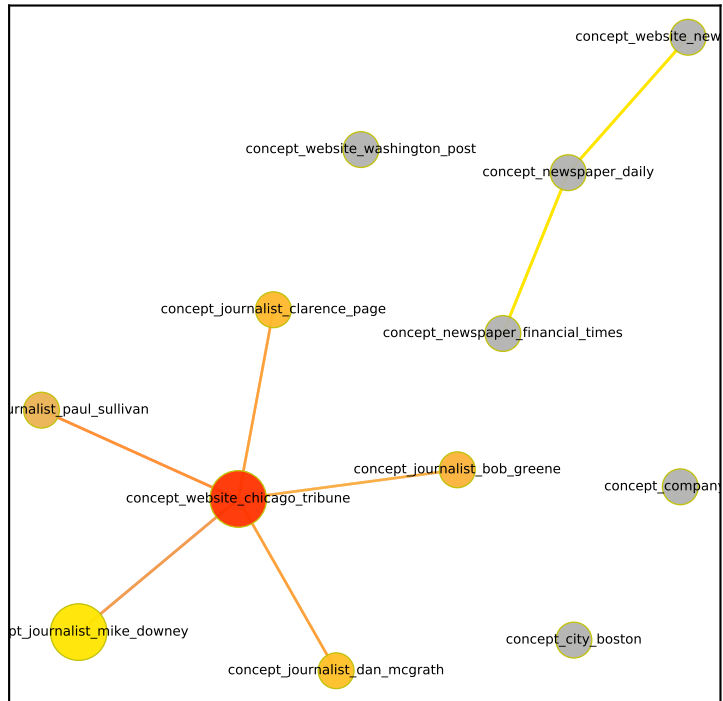 concept_website_new
concept_website_washington_post
concept_newspaper_daily
concept_journalist_clarence_page
concept_newspaper_financial_times
urnalist_paul_sullivan
concept_journalist_bob_greene
concept_company
concept_website_chicago_tribune
pt_journalist_mike_downey
concept_city_boston
concept_journalist_dan_mcgrath